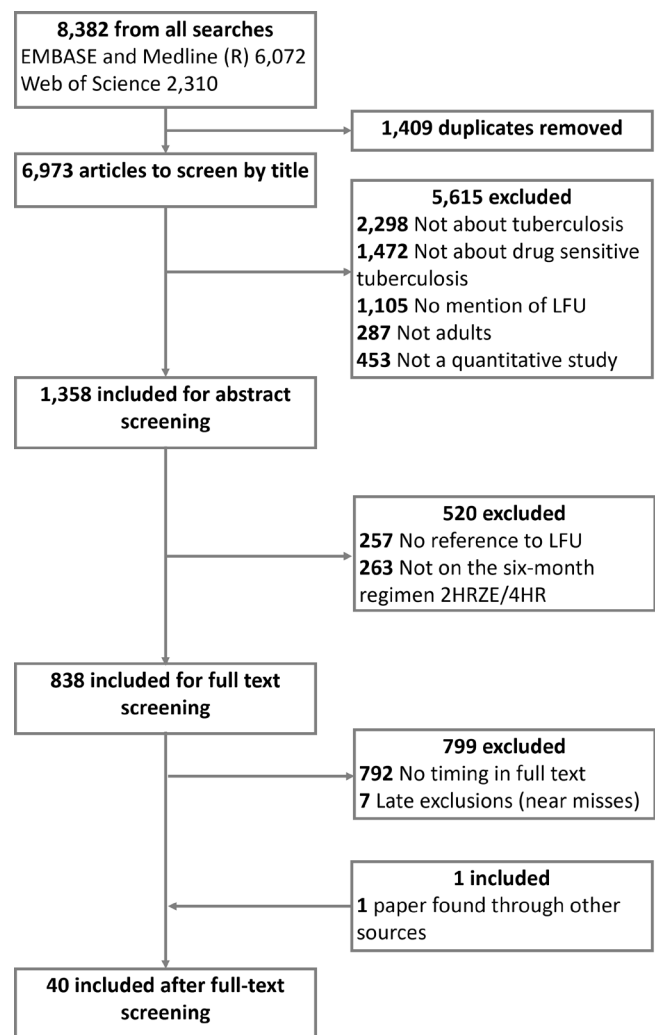 8,382 from all searches
EMBASE and Medline (R) 6,072
Web of Science 2,310
1,409 duplicates removed
6,973 articles to screen by title
5,615 excluded
2,298 Not about tuberculosis
1,472 Not about drug sensitive
tuberculosis
1,105 No mention of LFU
287 Not adults
453 Not a quantitative study
1,358 included for abstract
screening
520 excluded
257 No reference to LFU
263 Not on the six-month
regimen 2HRZE/4HR
838 included for full text
screening
799 excluded
792 No timing in full text
7 Late exclusions (near misses)
1 included
1 paper found through other
sources
40 included after full-text
screening